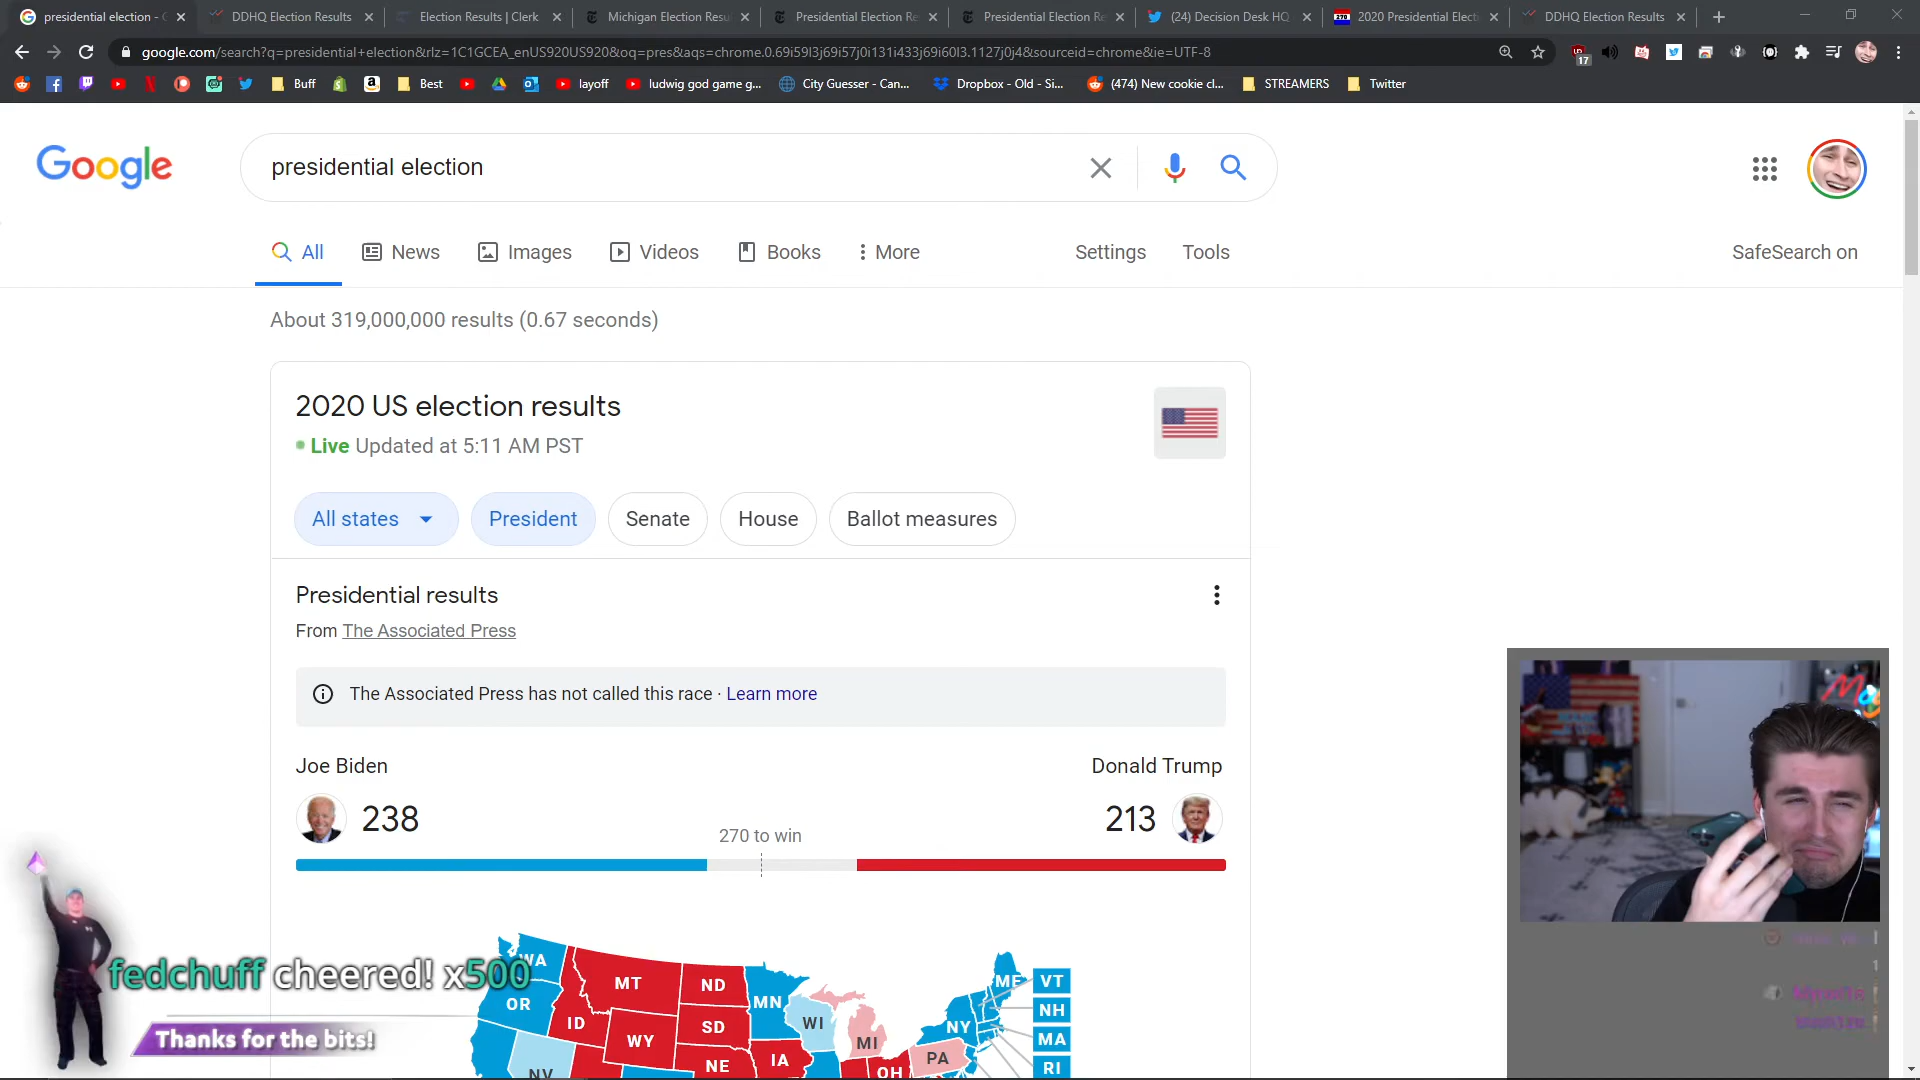 presidential election - G
DDHQ Election Results
Election Results | Clerk
Michigan Election Resu
Presidential Election Re
Presidential Election Re
(24) Decision Desk HQ
270
2020 Presidential Electi
DDHQ Election Results
google.com/search?q=presidential+election&rlz=1C1GCEA_enUS920US920&oq=pres&aqs=chrome.0.69i59l3j69i57j0i131i433j69i60l3.1127j0j4&sourceid=chrome&ie=UTF-8
17
Buff
Best
layoff
ludwig god game g...
City Guesser - Can...
Dropbox - Old - Si...
(474) New cookie cl...
STREAMERS
Twitter
Google
presidential election
All
News
Images
Videos
Books
More
Settings
Tools
SafeSearch on
About 319,000,000 results (0.67 seconds)
2020 US election results
Live Updated at 5:11 AM PST
All states
President
Senate
House
Ballot measures
Presidential results
From The Associated Press
The Associated Press has not called this race · Learn more
Joe Biden
Donald Trump
238
270 to win
213
WA
MT
ND
MN
ME
VT
OR
ID
SD
WI
NH
WY
MI
NY
MA
NV
NE
IA
OH
PA
RI
fedchuff cheered! x500
Thanks for the bits!